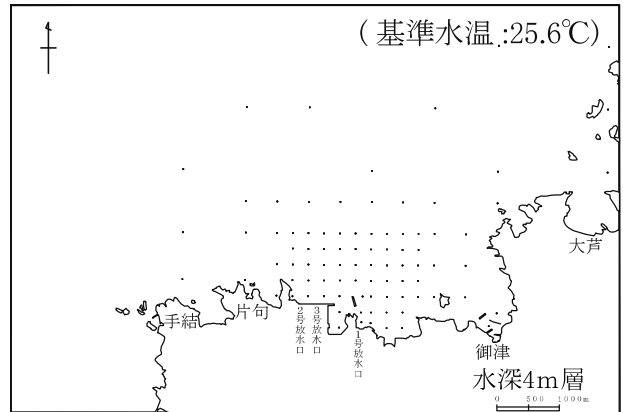 (基準水温:25.6℃)
大芦
片句
手結
2号放水口
3号放水口
1号放水口
御津
水深4m層
0 500 1000m